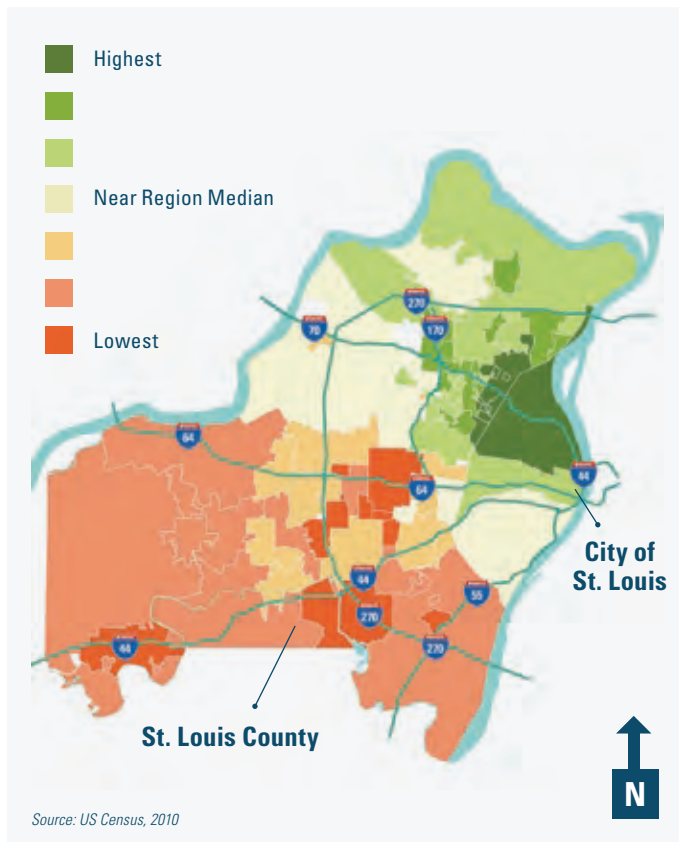 Highest
Near Region Median
Lowest
270
70
170
64
64
44
City of
St. Louis
44
55
270
270
44
St. Louis County
N
Source: US Census, 2010